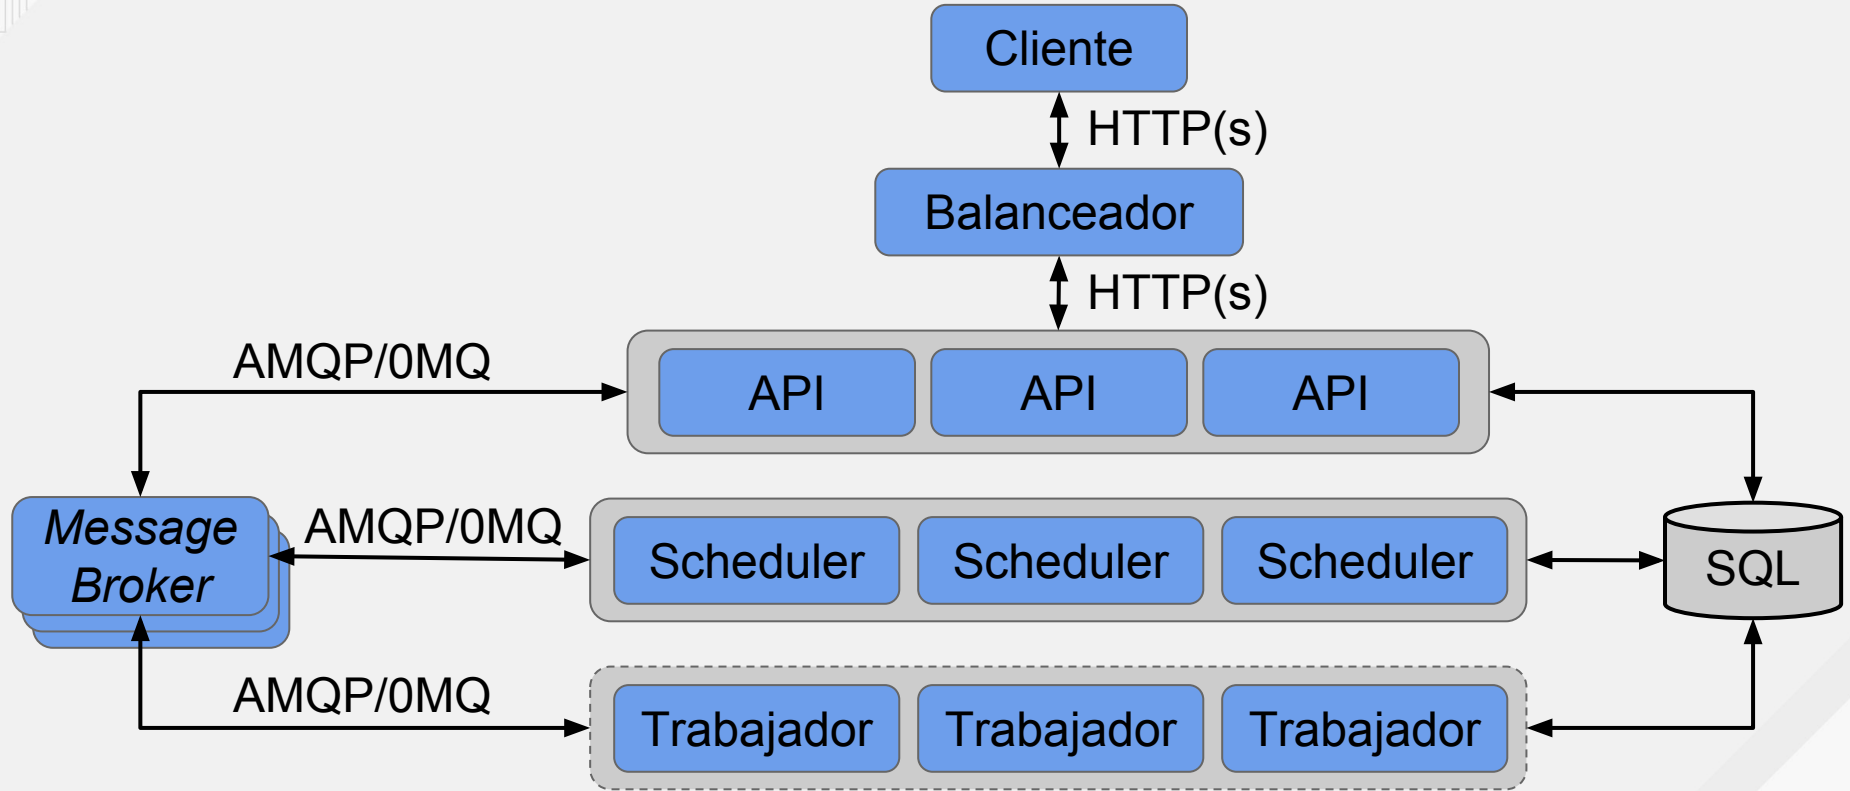 Cliente
HTTP(s)
Balanceador
HTTP(s)
AMQP/0MQ
API API API
Message
Broker
AMQP/0MQ
Scheduler Scheduler Scheduler
SQL
AMQP/0MQ
Trabajador Trabajador Trabajador